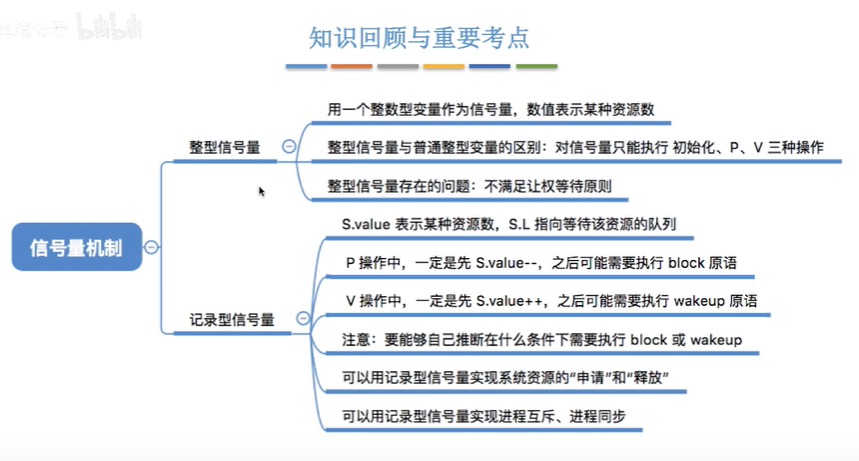 bilibili
知识回顾与重要考点
用一个整数型变量作为信号量，数值表示某种资源数
整型信号量
整型信号量与普通整型变量的区别：对信号量只能执行 初始化、P、V 三种操作
整型信号量存在的问题：不满足让权等待原则
信号量机制
S.value 表示某种资源数，S.L 指向等待该资源的队列
P 操作中，一定是先 S.value--，之后可能需要执行 block 原语
V 操作中，一定是先 S.value++，之后可能需要执行 wakeup 原语
记录型信号量
注意：要能够自己推断在什么条件下需要执行 block 或 wakeup
可以用记录型信号量实现系统资源的“申请”和“释放”
可以用记录型信号量实现进程互斥、进程同步